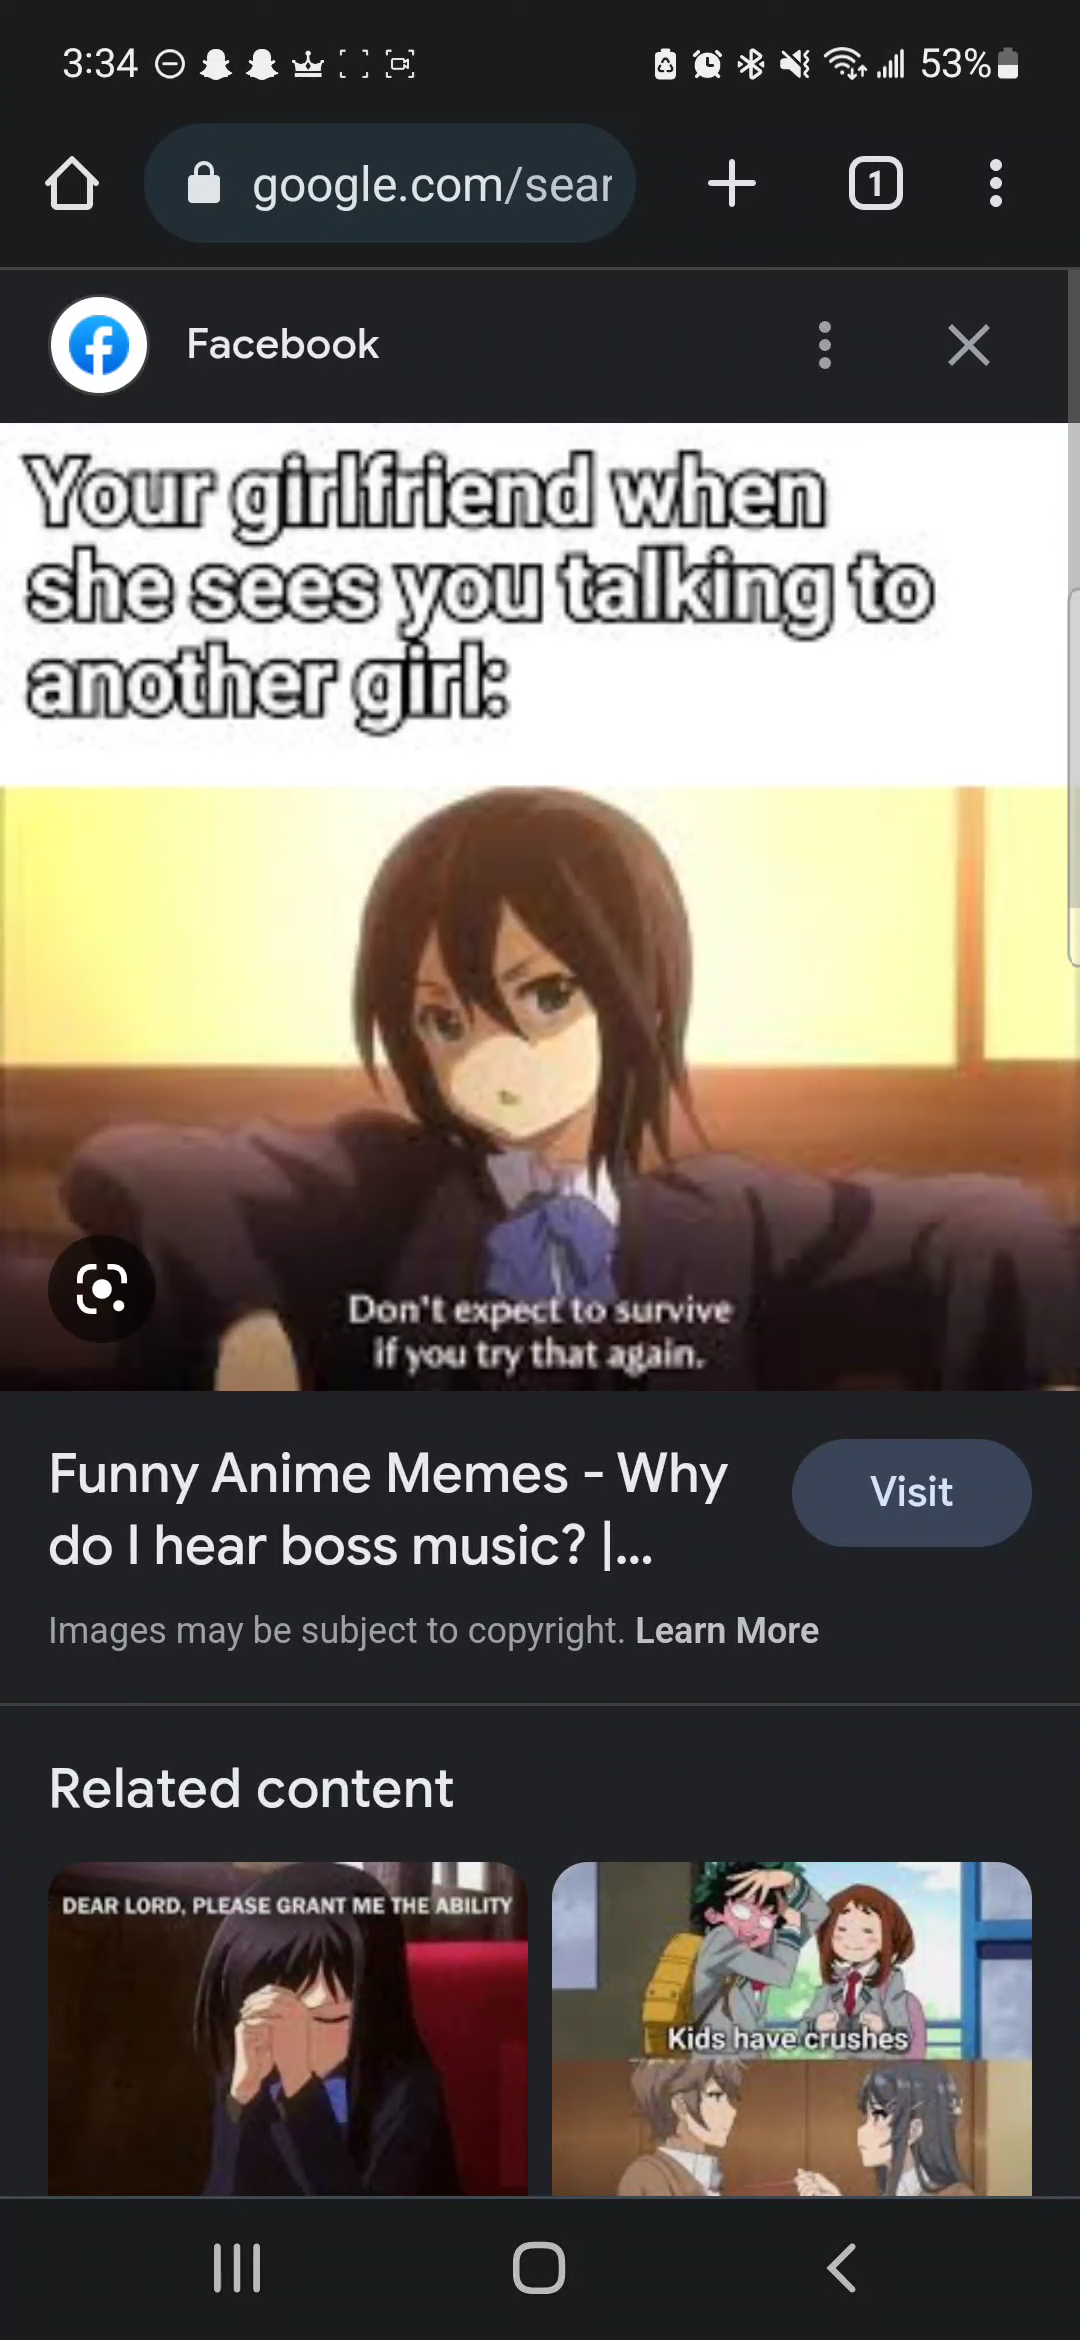 3:34
53%
google.com/sear
1
Facebook
Your girlfriend when
she sees you talking to
another girl:
Don't expect to survive
if you try that again.
Funny Anime Memes - Why
do I hear boss music? |...
Visit
Images may be subject to copyright. Learn More
Related content
DEAR LORD, PLEASE GRANT ME THE ABILITY
Kids have crushes